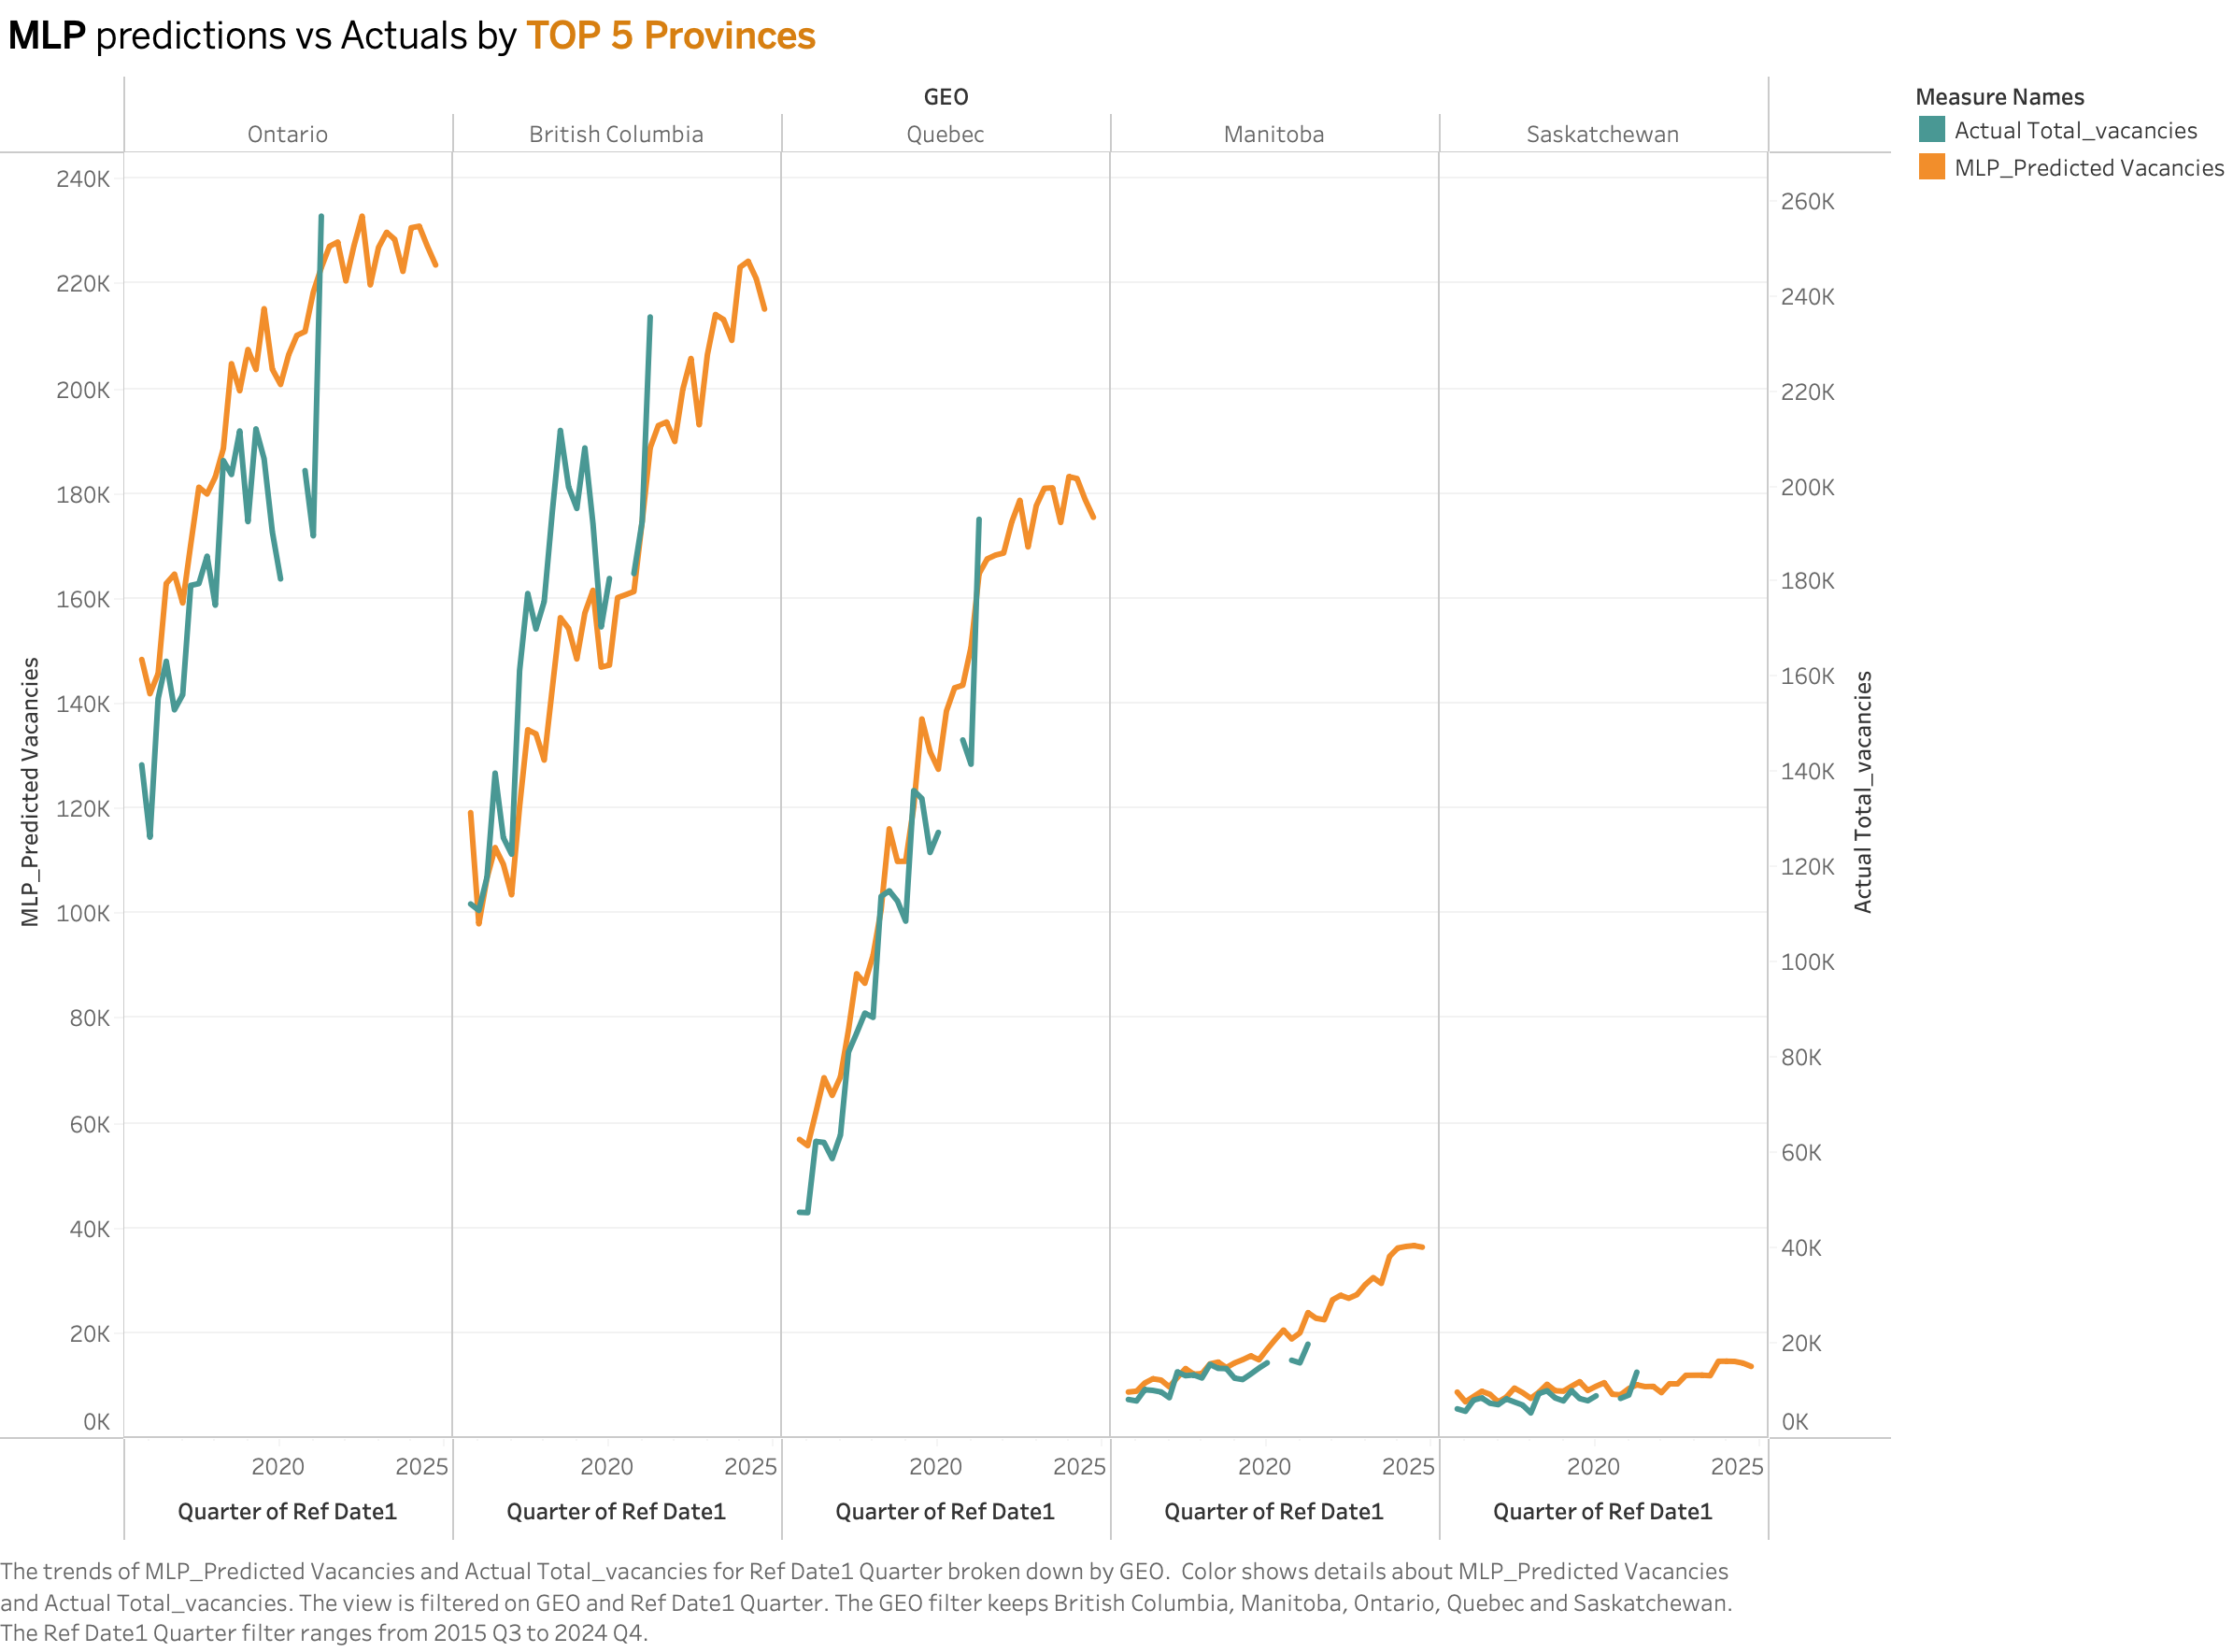 MLP predictions vs Actuals by TOP 5 Provinces
GEO
Ontario
British Columbia
Quebec
Manitoba
Saskatchewan
Measure Names
Actual Total_vacancies
MLP_Predicted Vacancies
MLP_Predicted Vacancies
240K
220K
200K
180K
160K
140K
120K
100K
80K
60K
40K
20K
0K
260K
240K
220K
200K
180K
160K
140K
120K
100K
80K
60K
40K
20K
0K
Actual Total_vacancies
2020 2025
2020 2025
2020 2025
2020 2025
2020 2025
Quarter of Ref Date1
Quarter of Ref Date1
Quarter of Ref Date1
Quarter of Ref Date1
Quarter of Ref Date1
The trends of MLP_Predicted Vacancies and Actual Total_vacancies for Ref Date1 Quarter broken down by GEO.  Color shows details about MLP_Predicted Vacancies
and Actual Total_vacancies. The view is filtered on GEO and Ref Date1 Quarter. The GEO filter keeps British Columbia, Manitoba, Ontario, Quebec and Saskatchewan.
The Ref Date1 Quarter filter ranges from 2015 Q3 to 2024 Q4.